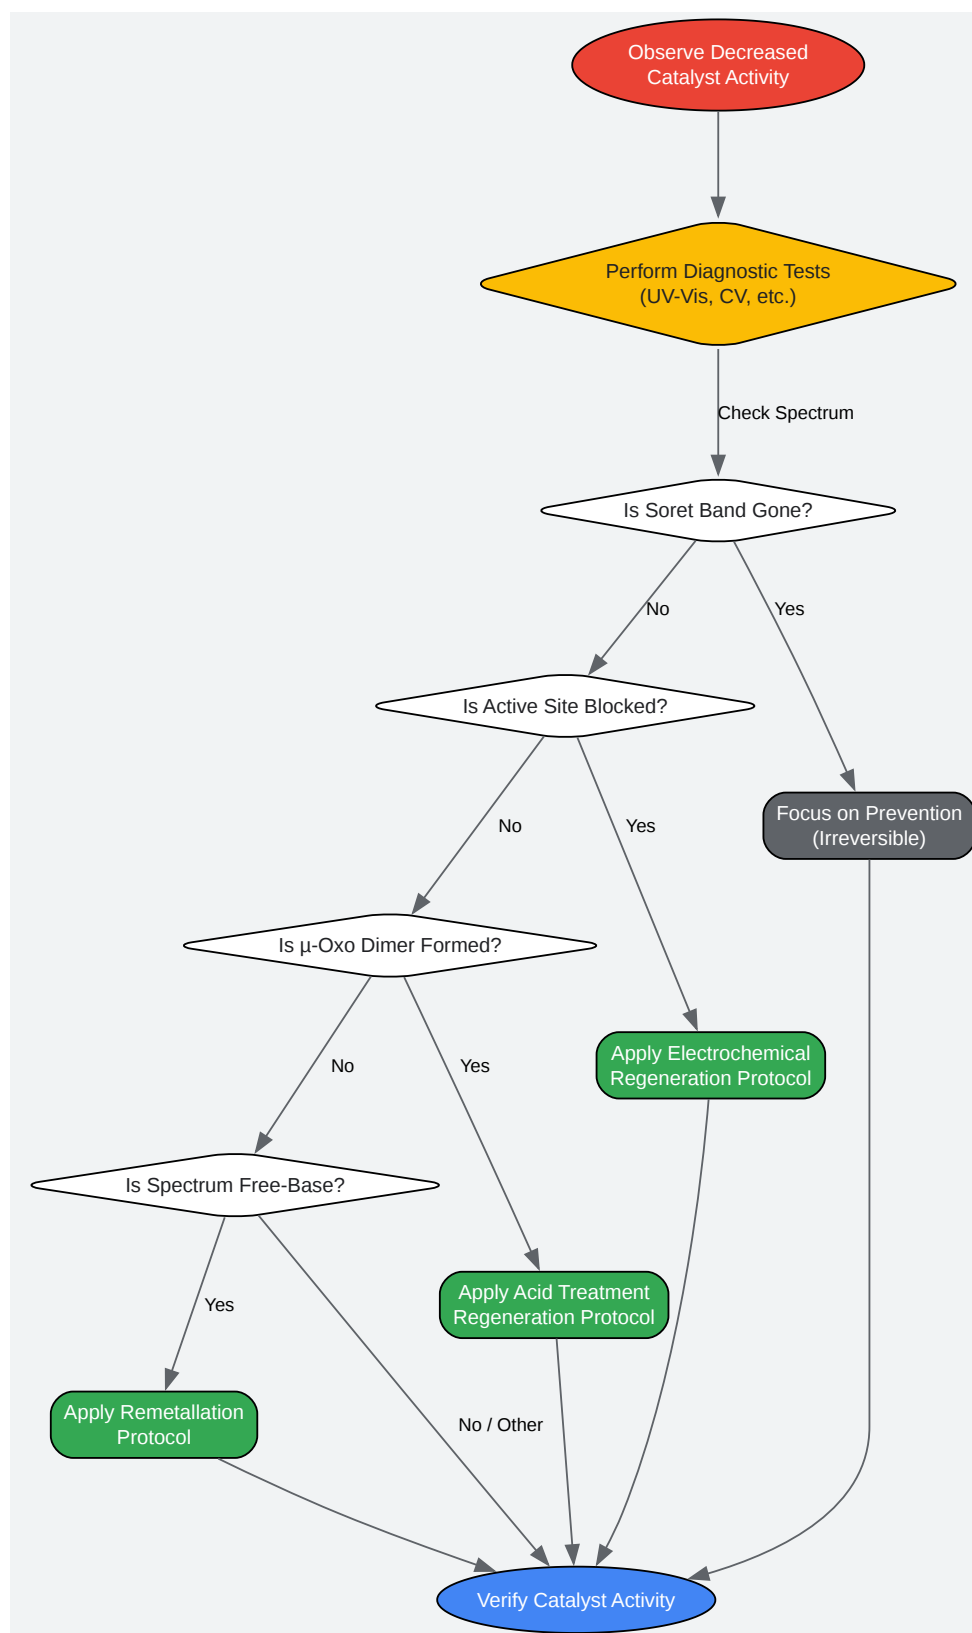 Observe Decreased
Catalyst Activity
Perform Diagnostic Tests
(UV-Vis, CV, etc.)
Check Spectrum
Is Soret Band Gone?
No
Yes
Is Active Site Blocked?
No
Yes
Focus on Prevention
(Irreversible)
Is µ-Oxo Dimer Formed?
No
Yes
Apply Electrochemical
Regeneration Protocol
Is Spectrum Free-Base?
Yes
Apply Acid Treatment
Regeneration Protocol
Apply Remetallation
Protocol
No / Other
Verify Catalyst Activity